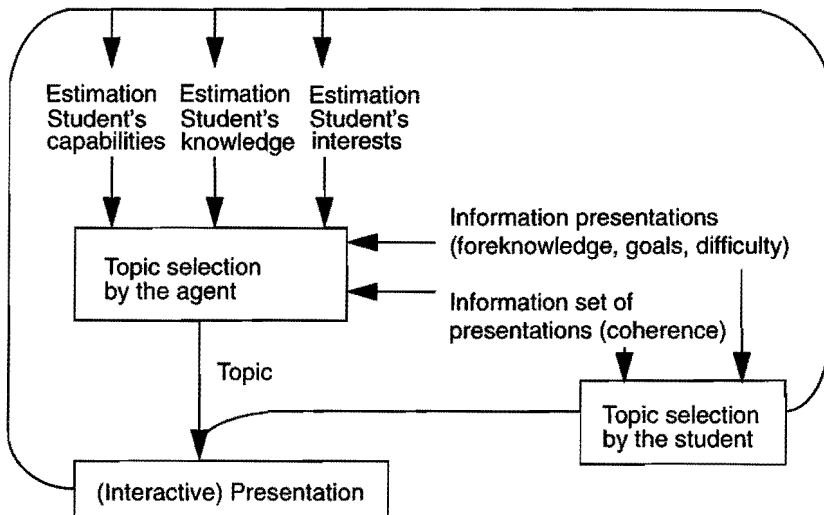 Estimation
Student's
capabilities
Estimation
Student's
knowledge
Estimation
Student's
interests
Information presentations
(foreknowledge, goals, difficulty)
Topic selection
by the agent
Information set of
presentations (coherence)
Topic
Topic selection
by the student
(Interactive) Presentation